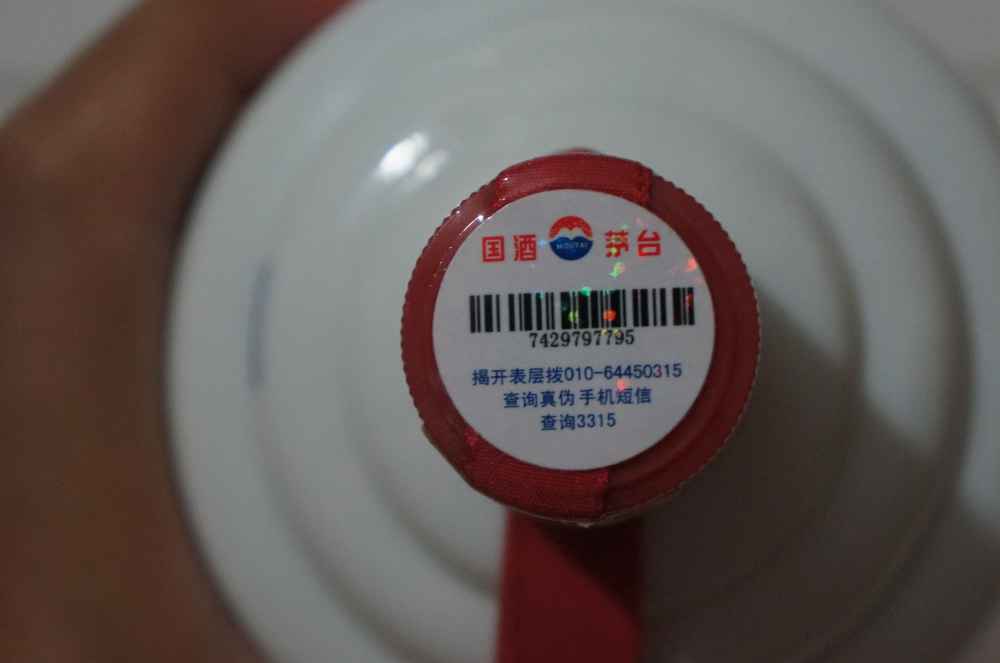 国酒 MOUTAI 茅台
7429797795
揭开表层拨010-64450315
查询真伪 手机短信
查询3315